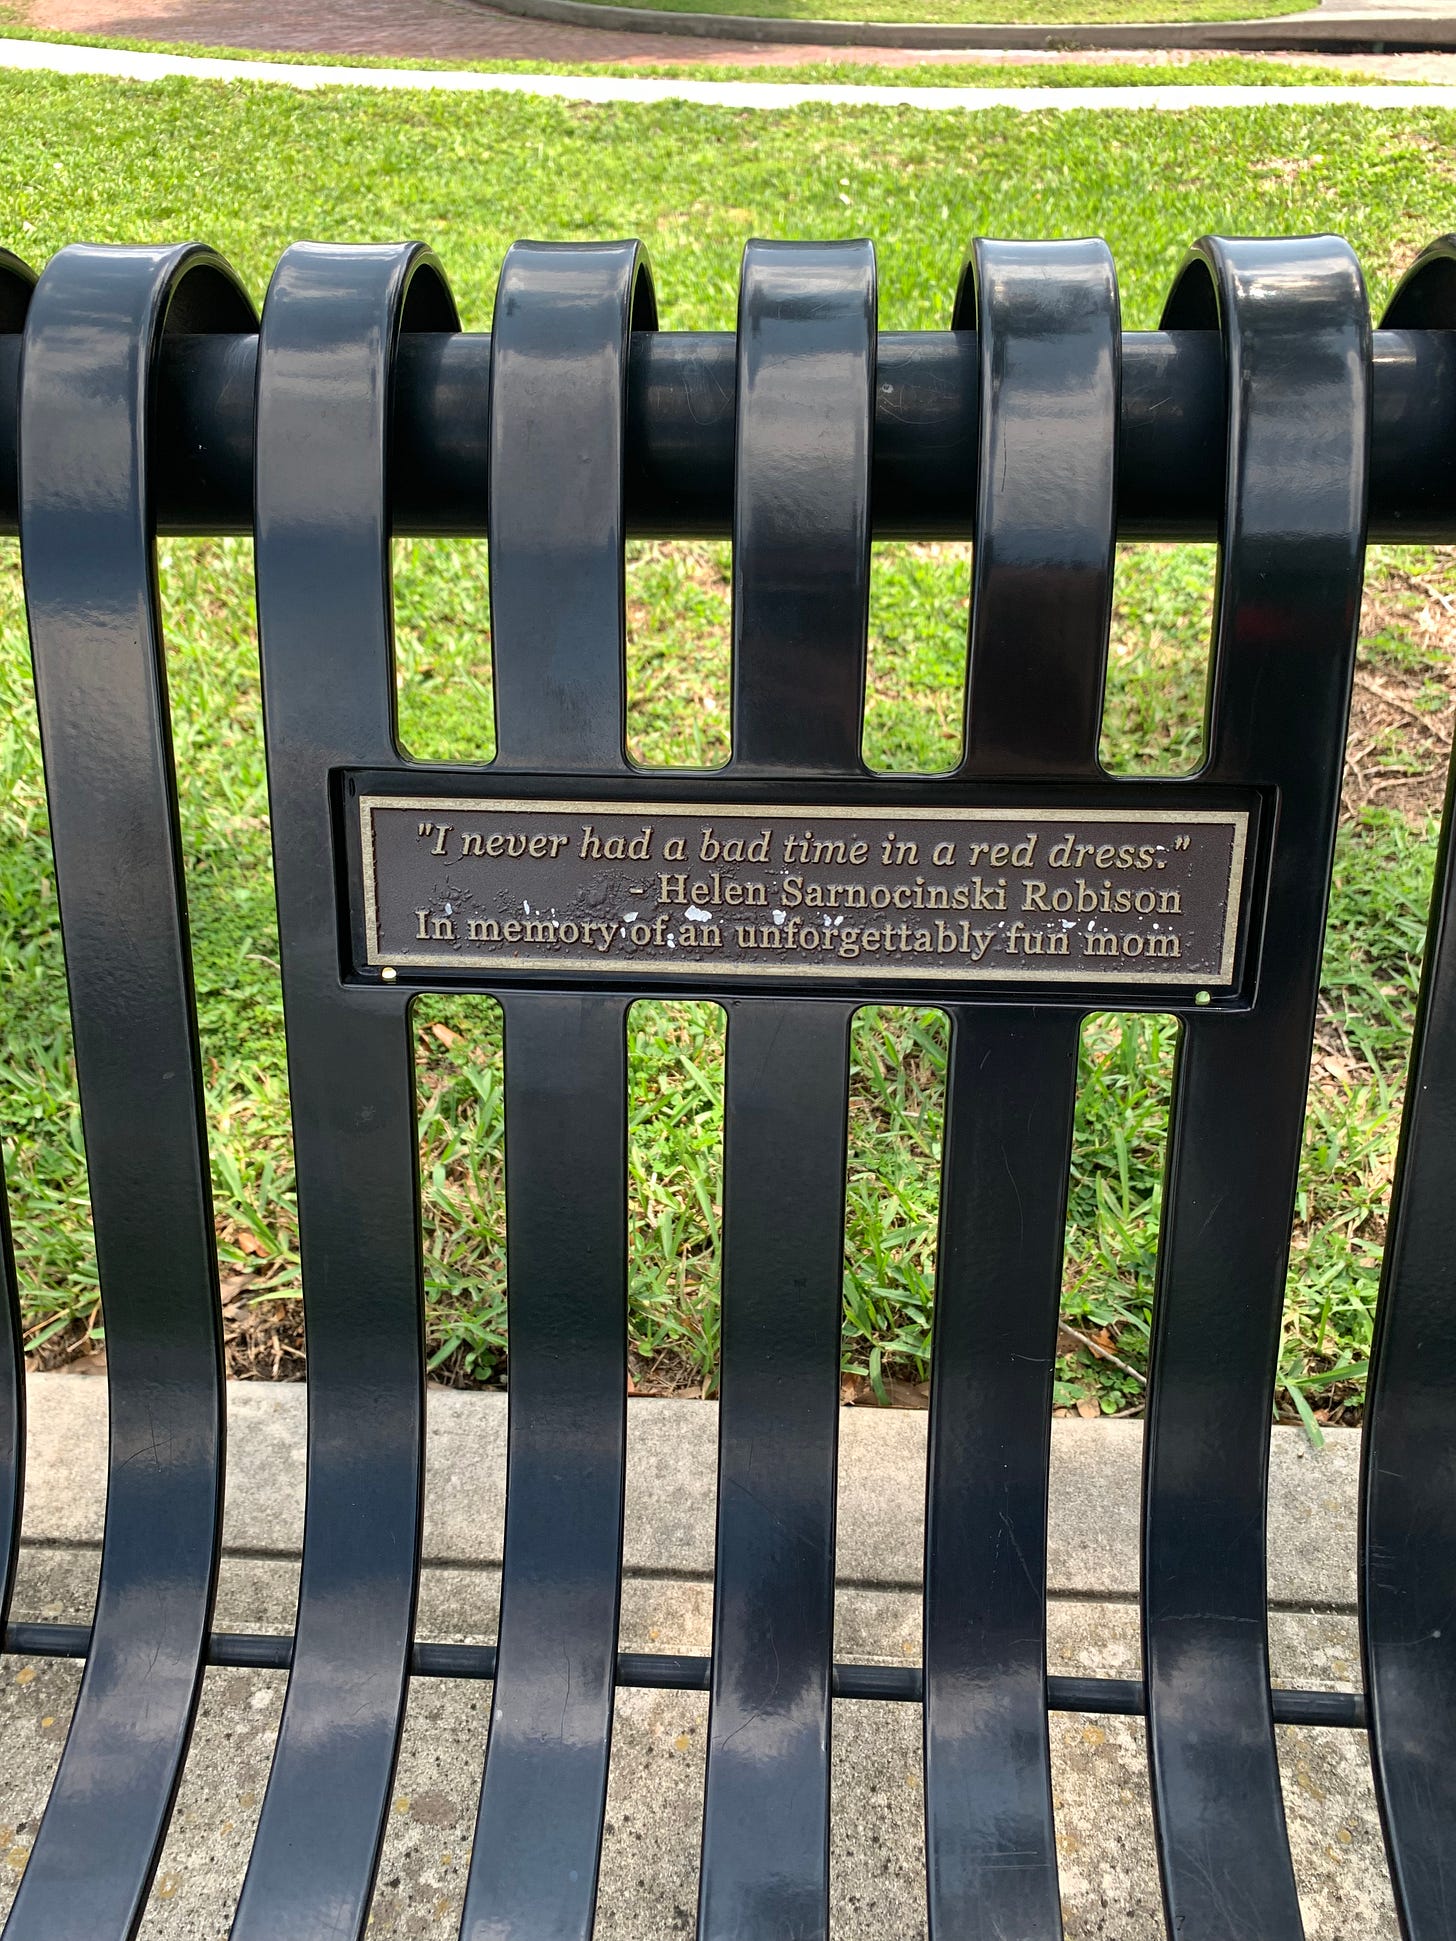 "I never had a bad time in a red dress."
- Helen Sarnocinski Robison
In memory of an unforgettably fun mom